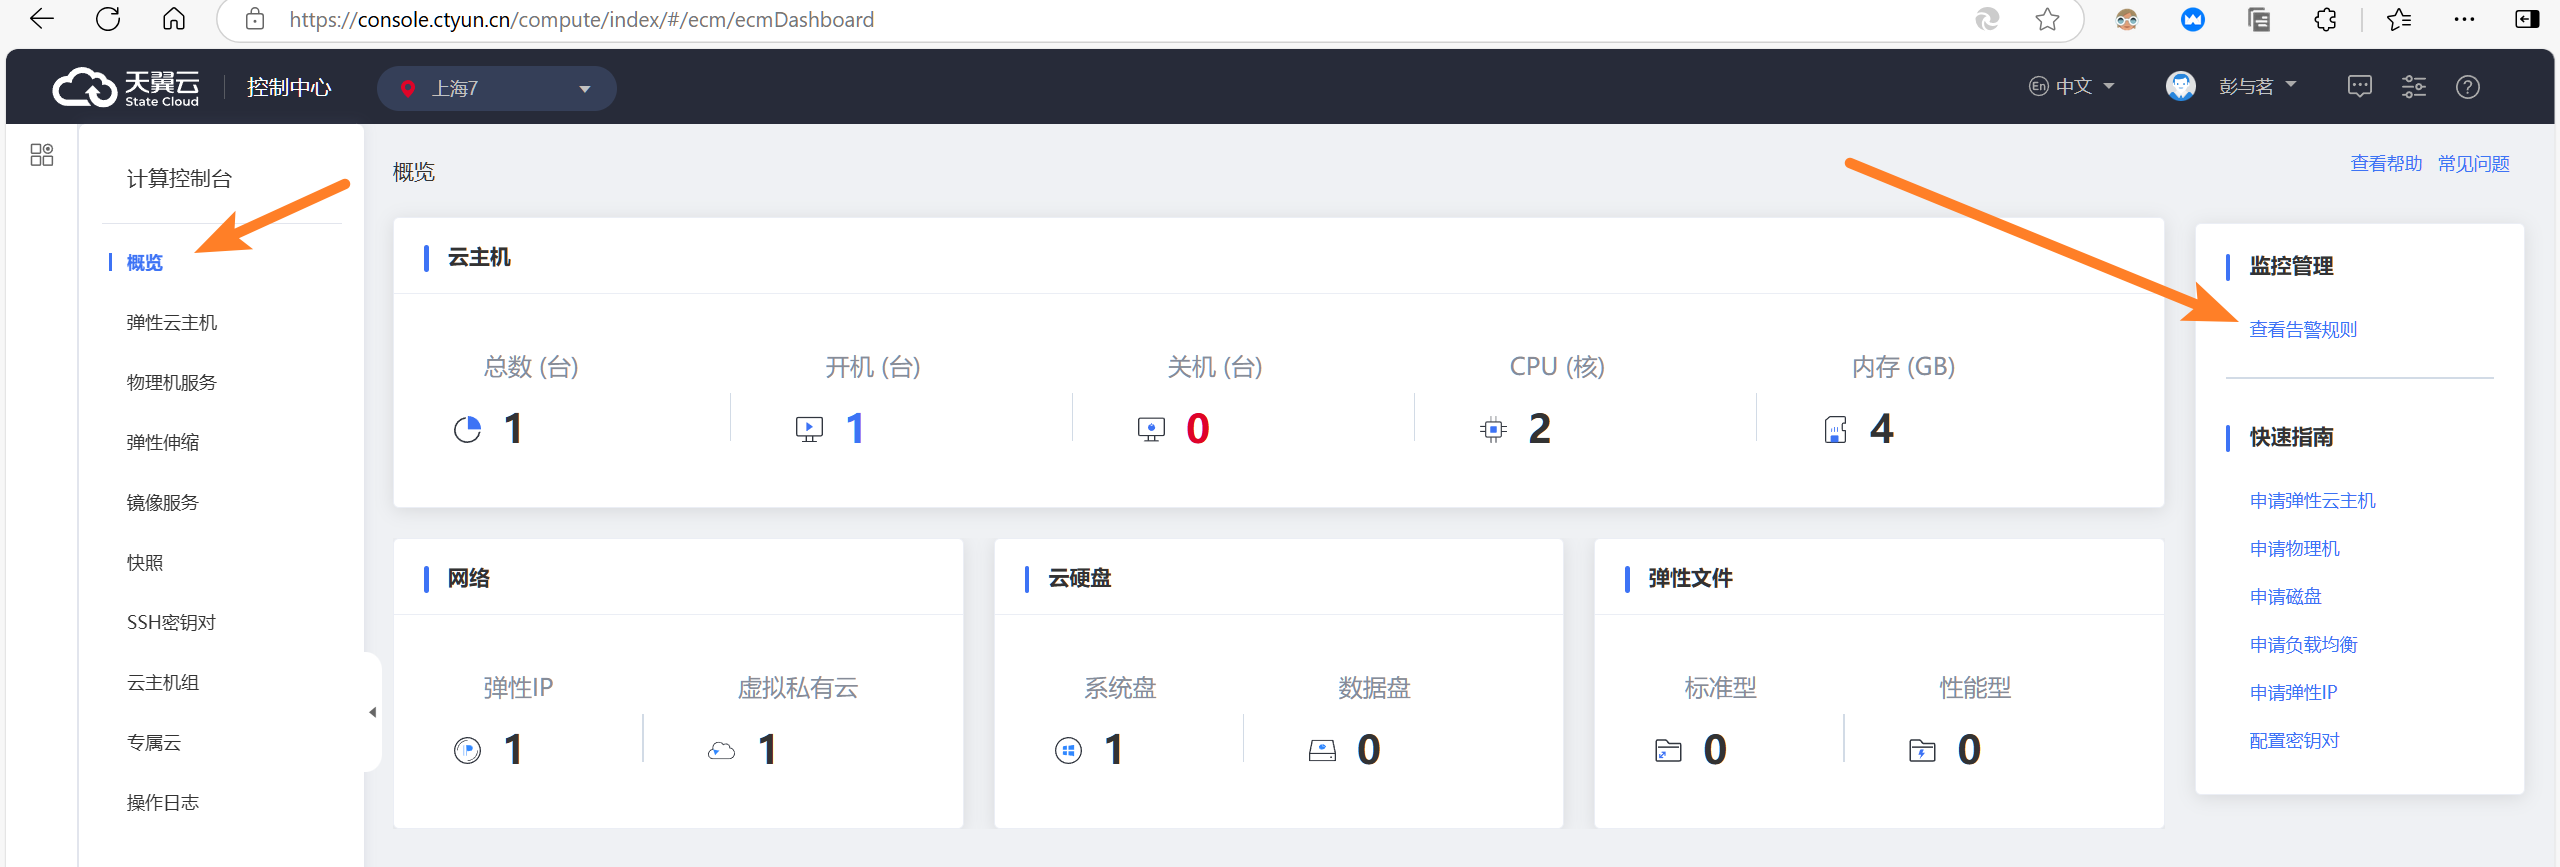 https://console.ctyun.cn/compute/index/#/ecm/ecmDashboard
天翼云
State Cloud
控制中心
上海7
En 中文
彭与茗
计算控制台
概览
弹性云主机
物理机服务
弹性伸缩
镜像服务
快照
SSH密钥对
云主机组
专属云
操作日志
概览
查看帮助 常见问题
云主机
总数 (台) 开机 (台) 关机 (台) CPU (核) 内存 (GB)
1 1 0 2 4
网络
弹性IP 虚拟私有云
1 1
云硬盘
系统盘 数据盘
1 0
弹性文件
标准型 性能型
0 0
监控管理
查看告警规则
快速指南
申请弹性云主机
申请物理机
申请磁盘
申请负载均衡
申请弹性IP
配置密钥对